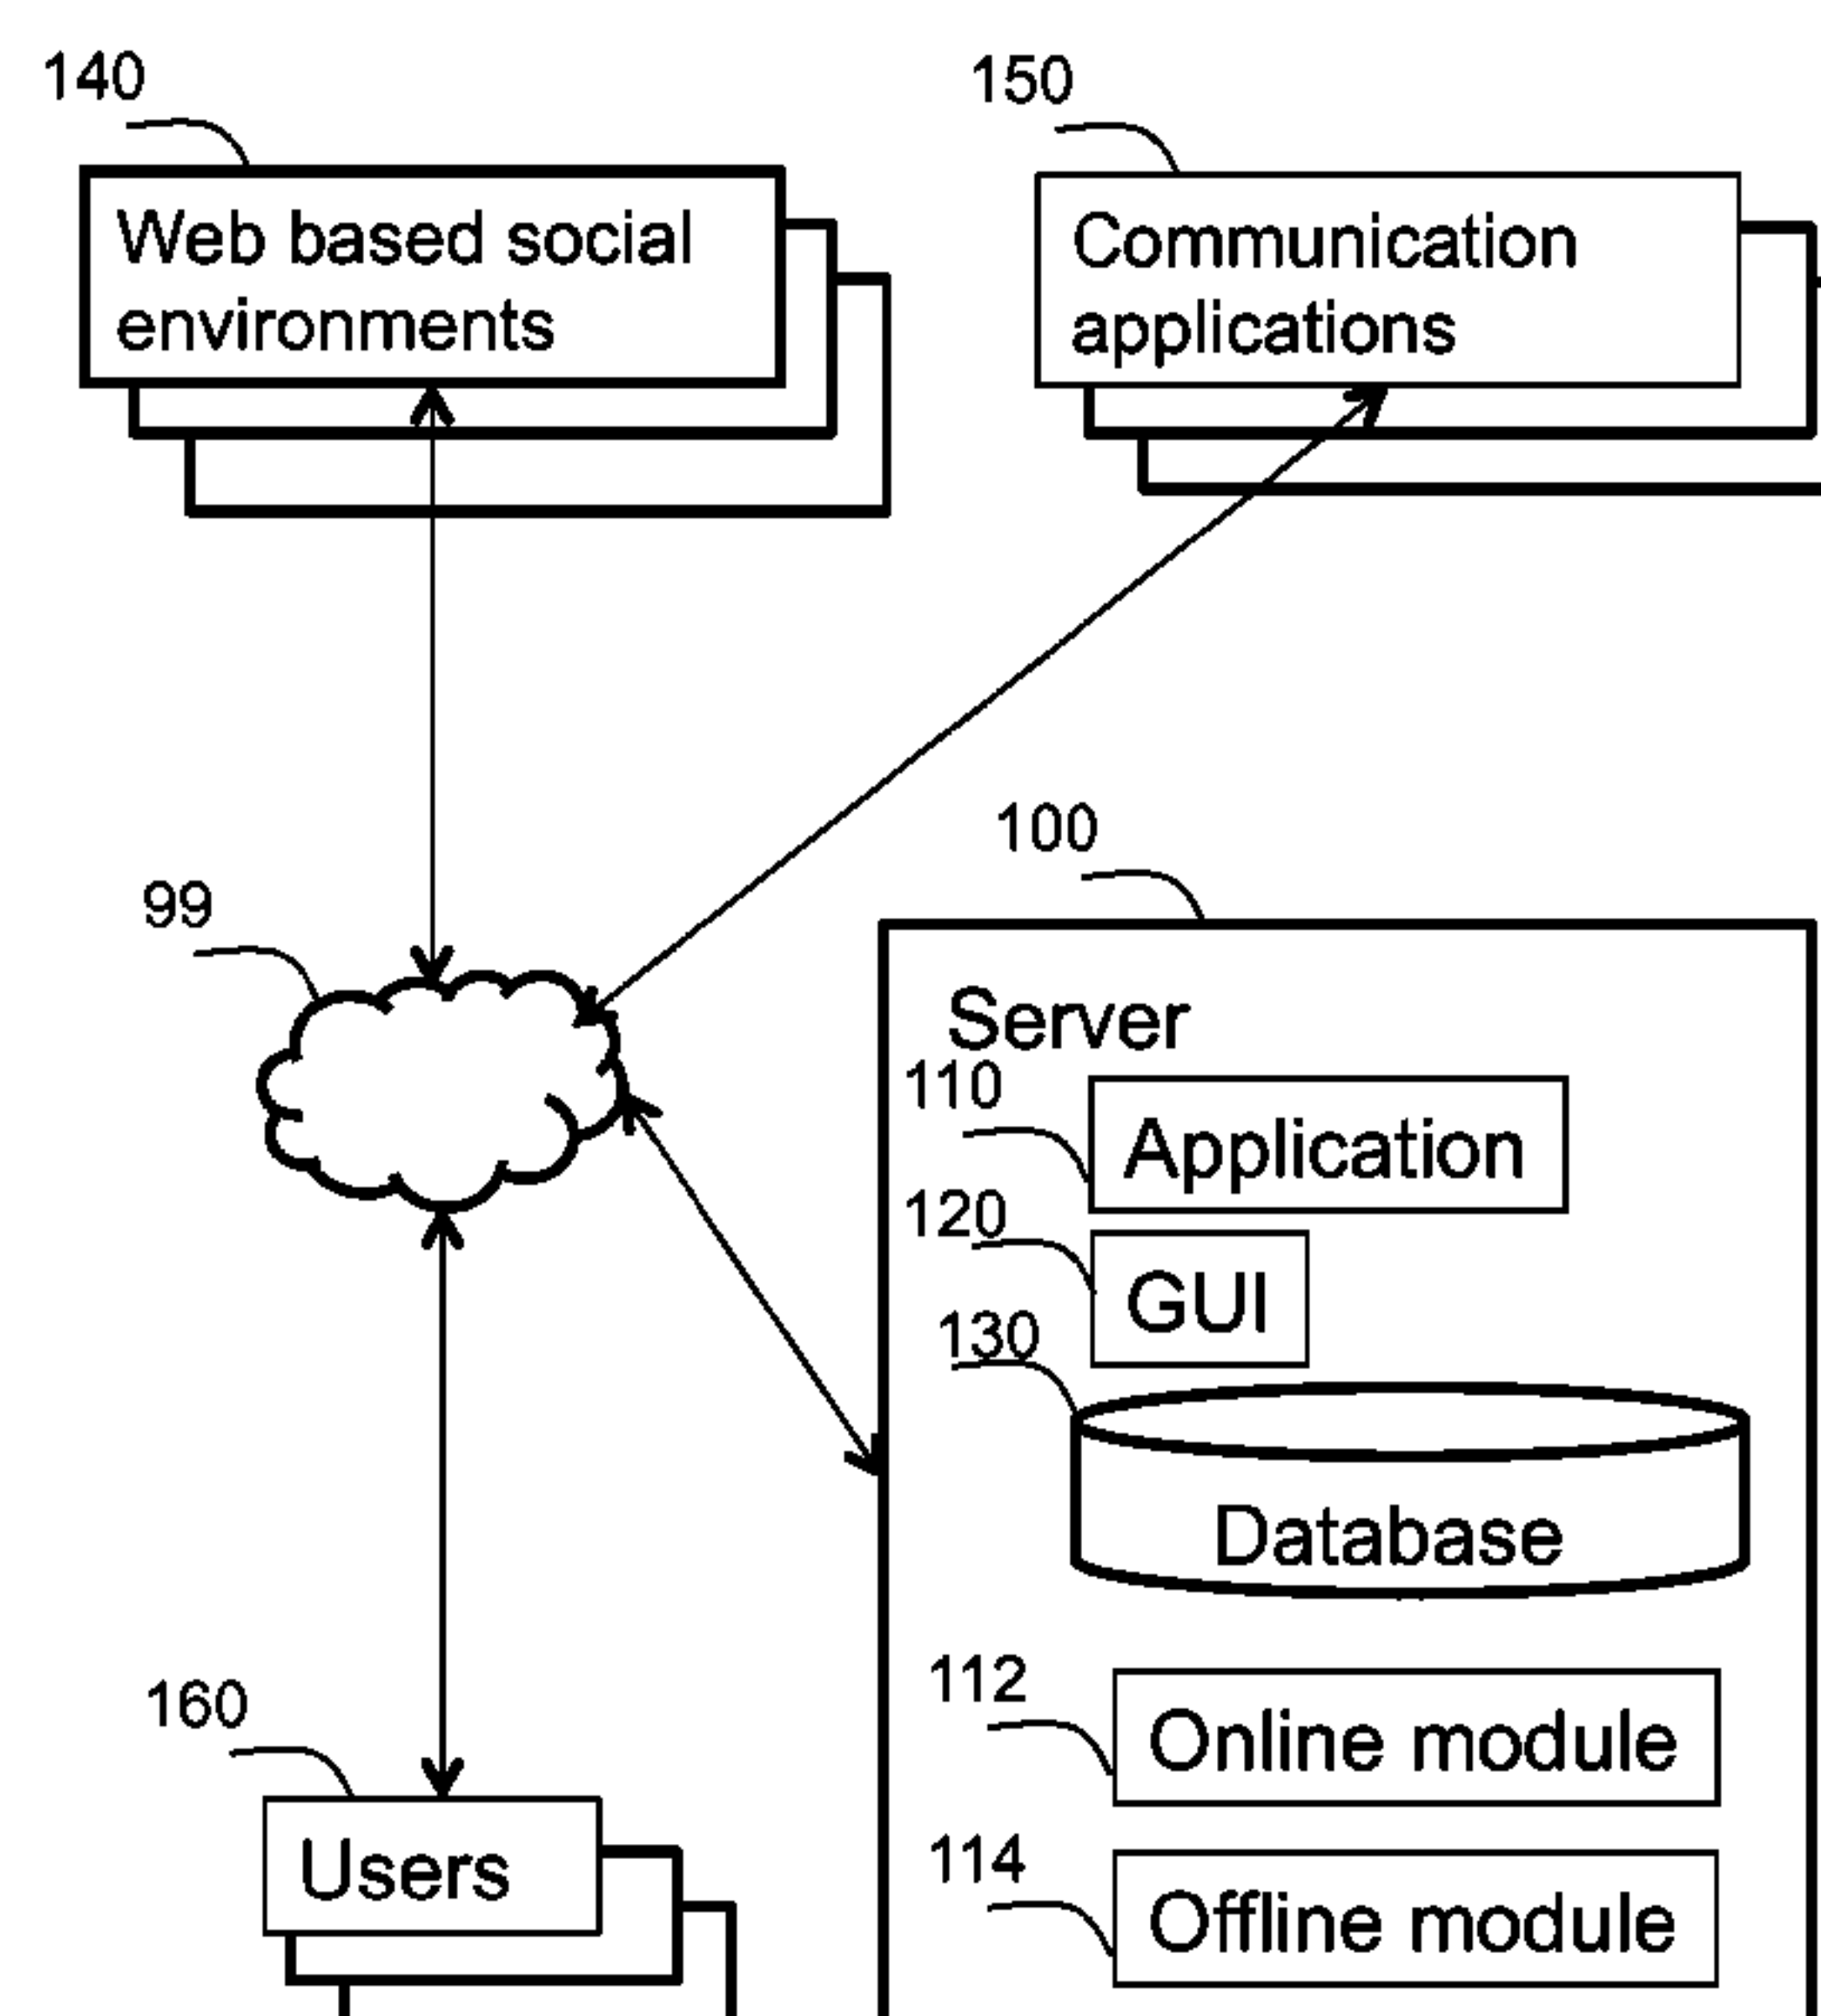 140
150
Web based social
environments
Communication
applications
100
99
Server
110
Application
120
GUI
130
Database
160
112
Online module
Users
114
Offline module